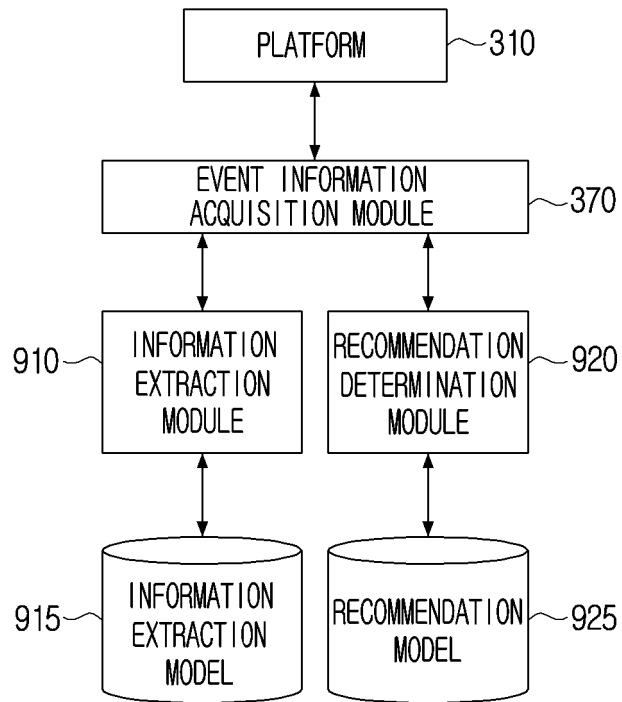 PLATFORM
310
EVENT INFORMATION
ACQUISITION MODULE
370
910
INFORMATION
EXTRACTION
MODULE
RECOMMENDATION
DETERMINATION
MODULE
920
915
INFORMATION
EXTRACTION
MODEL
RECOMMENDATION
MODEL
925